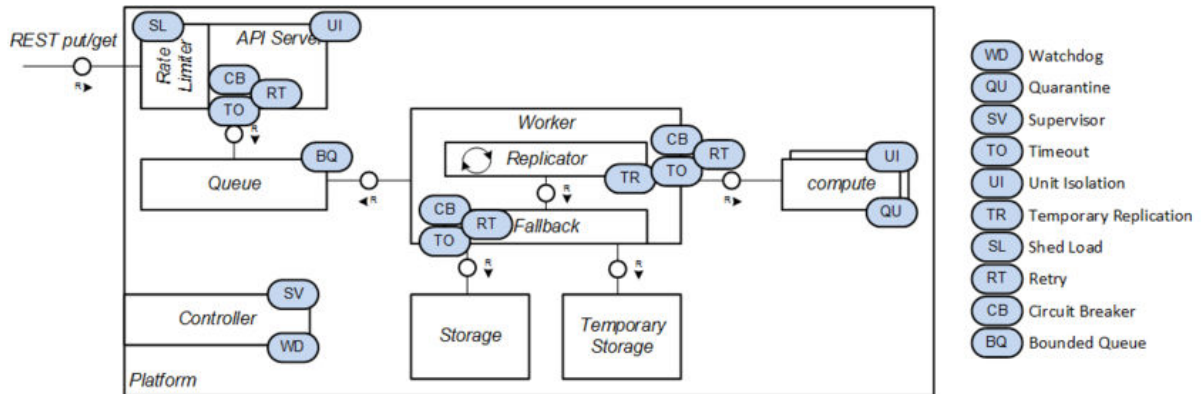 REST put/get
R
SL
Rate
Limiter
API Server
UI
CB
RT
TO
R
Queue
BQ
R
Worker
Replicator
TR
R
CB
RT
TO
Fallback
CB
RT
TO
R
compute
UI
QU
R
Storage
R
Temporary
Storage
Controller
SV
WD
Platform
WD Watchdog
QU Quarantine
SV Supervisor
TO Timeout
UI Unit Isolation
TR Temporary Replication
SL Shed Load
RT Retry
CB Circuit Breaker
BQ Bounded Queue